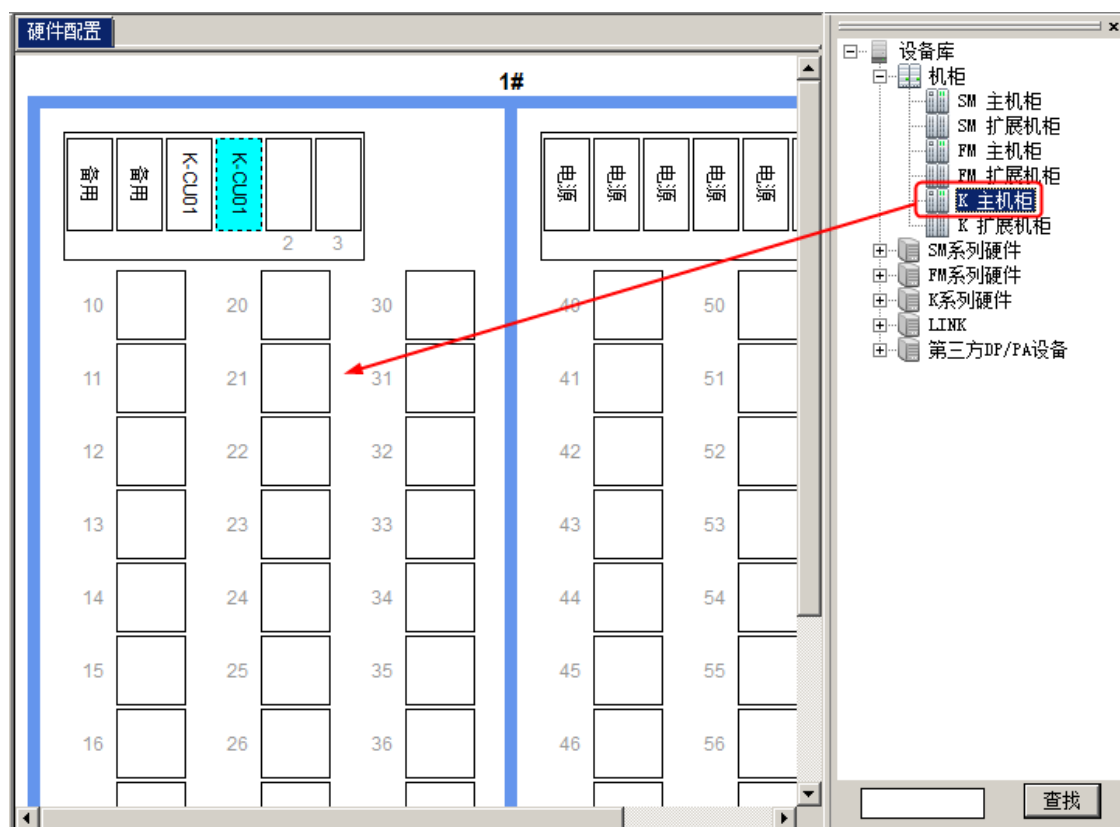 硬件配置
1#
备用 备用 K-CU01 K-CU01
2 3
电源 电源 电源 电源 电源
10 20 30 40 50
11 21 31 41 51
12 22 32 42 52
13 23 33 43 53
14 24 34 44 54
15 25 35 45 55
16 26 36 46 56
x
设备库
机柜
SM 主机柜
SM 扩展机柜
FM 主机柜
FM 扩展机柜
K 主机柜
K 扩展机柜
SM系列硬件
FM系列硬件
K系列硬件
LINK
第三方DP/PA设备
查找